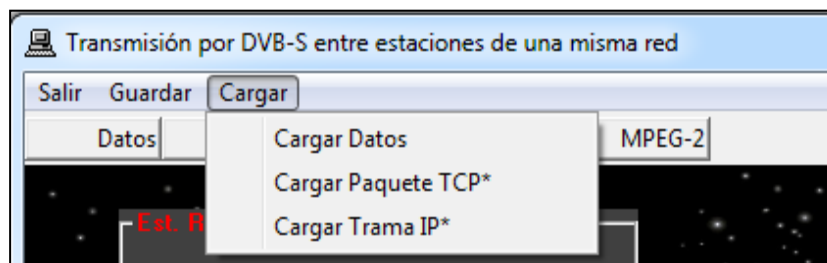 Transmisión por DVB-S entre estaciones de una misma red
Salir Guardar Cargar
Datos MPEG-2
Cargar Datos
Cargar Paquete TCP*
Cargar Trama IP*
Est.